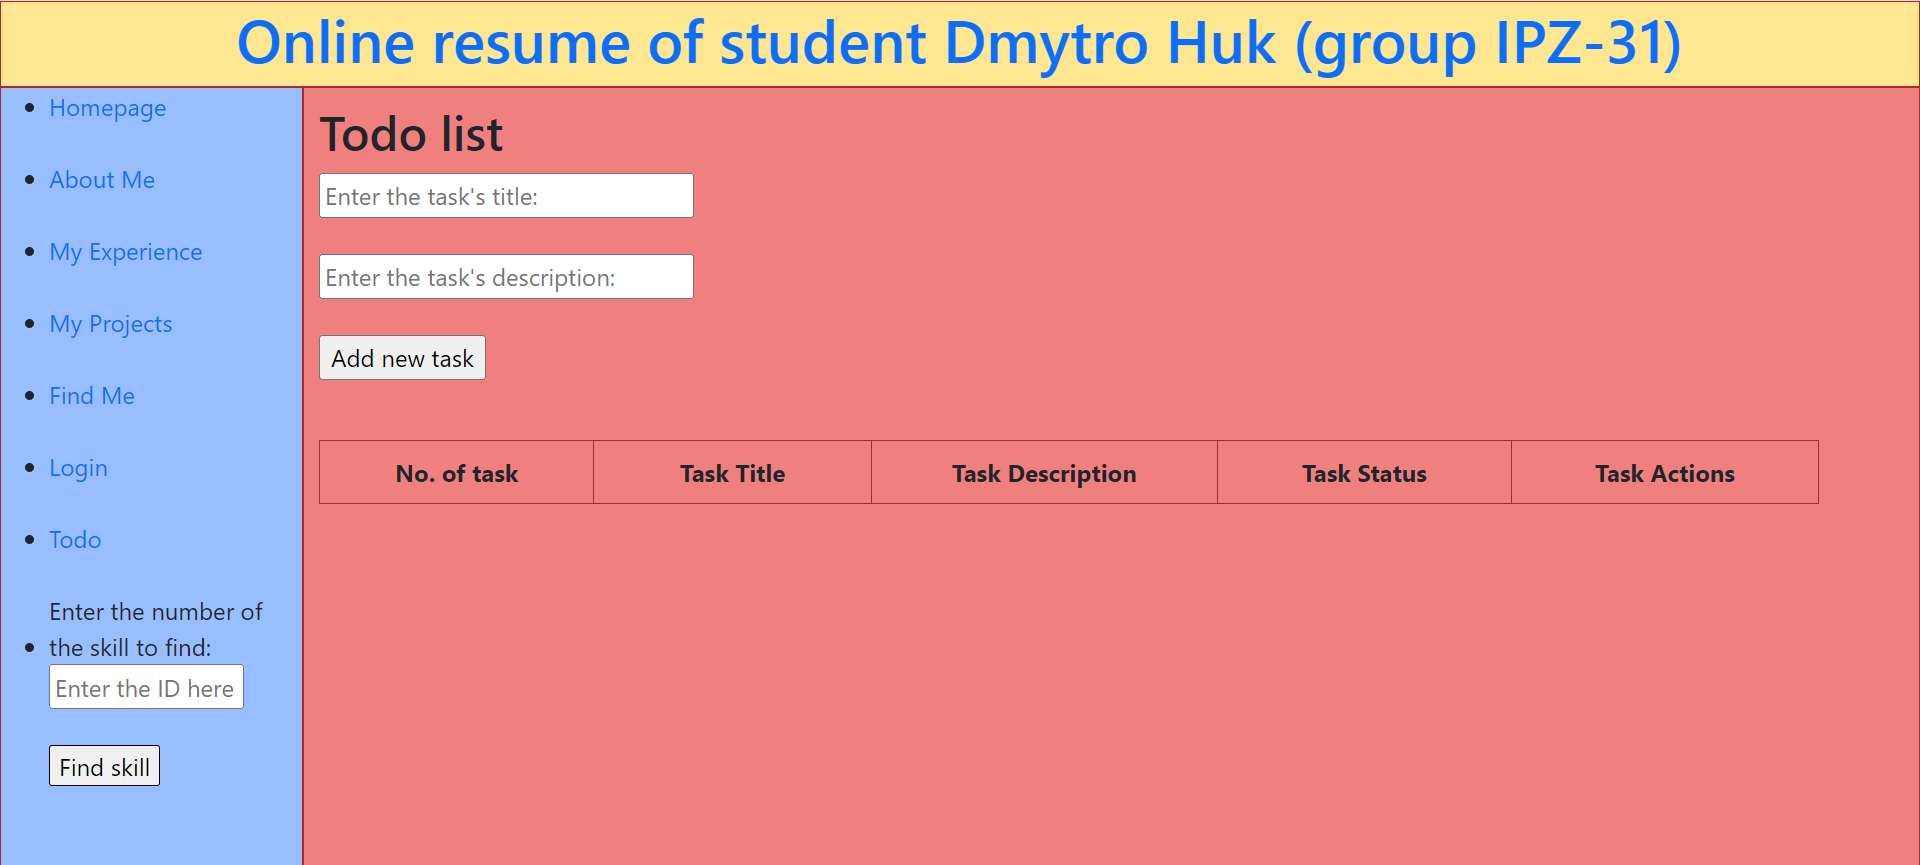 Online resume of student Dmytro Huk (group IPZ-31)
Homepage
About Me
My Experience
My Projects
Find Me
Login
Todo
Enter the number of
the skill to find:
Enter the ID here
Find skill
Todo list
Enter the task's title:
Enter the task's description:
Add new task
No. of task Task Title Task Description Task Status Task Actions